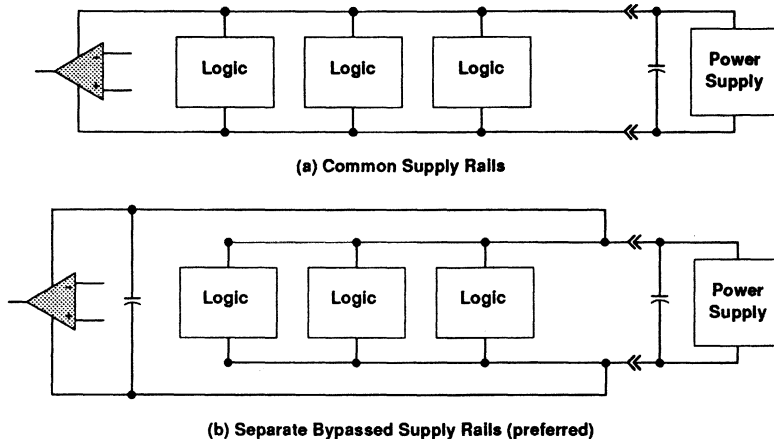 Logic Logic Logic Power Supply
(a) Common Supply Rails
Logic Logic Logic Power Supply
(b) Separate Bypassed Supply Rails (preferred)